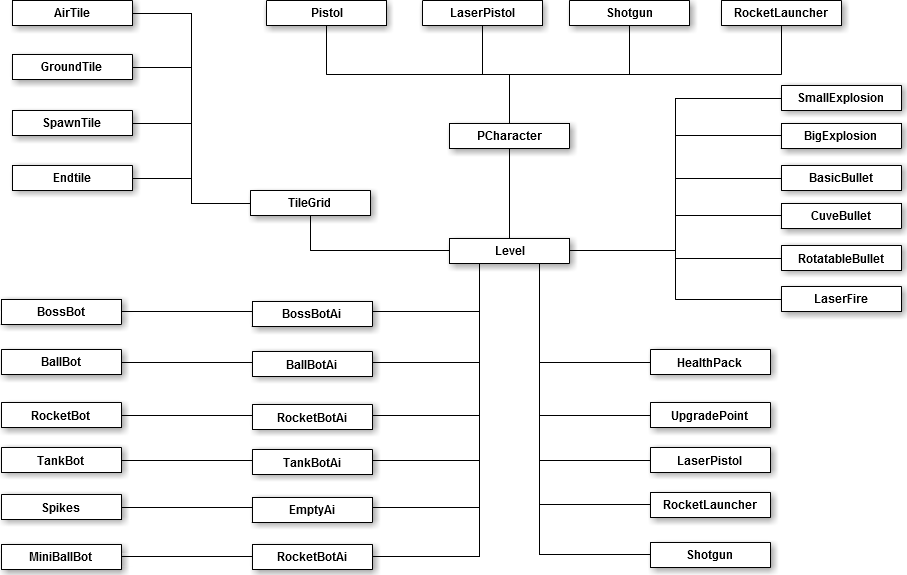 AirTile
Pistol
LaserPistol
Shotgun
RocketLauncher
GroundTile
SmallExplosion
SpawnTile
PCharacter
BigExplosion
Endtile
BasicBullet
TileGrid
CuveBullet
Level
RotatableBullet
LaserFire
BossBot
BossBotAi
BallBot
BallBotAi
HealthPack
RocketBot
RocketBotAi
UpgradePoint
TankBot
TankBotAi
LaserPistol
Spikes
EmptyAi
RocketLauncher
MiniBallBot
RocketBotAi
Shotgun